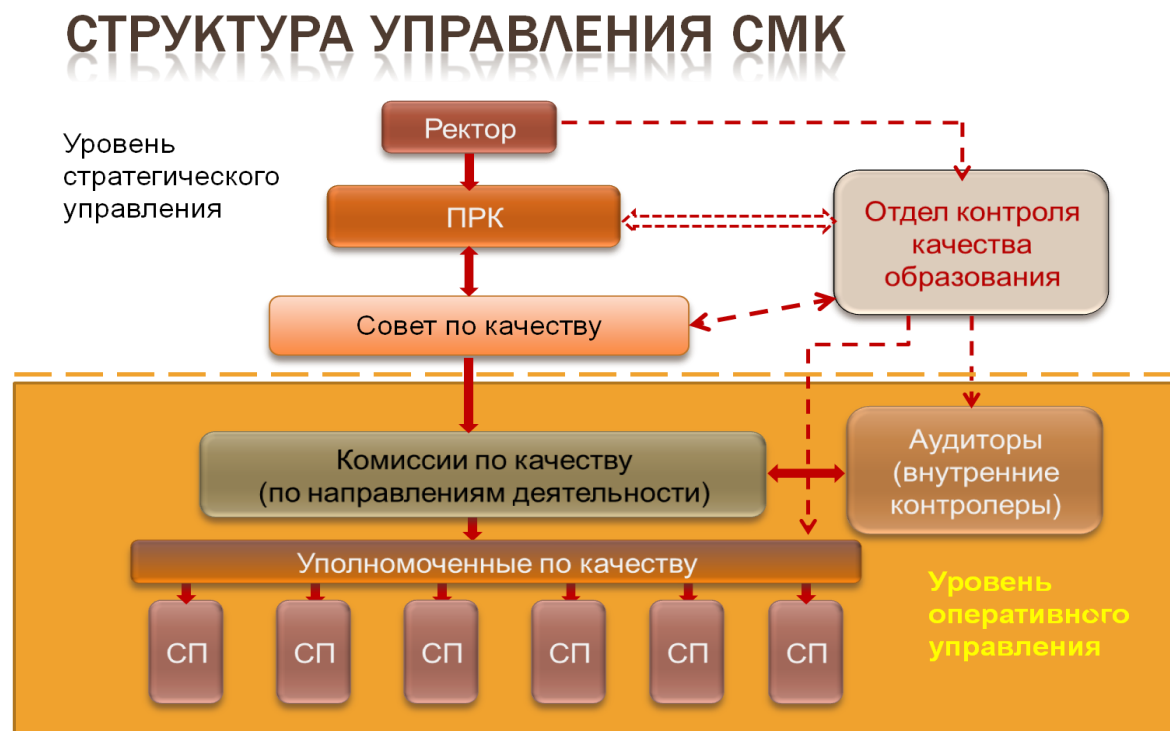 СТРУКТУРА УПРАВЛЕНИЯ СМК
Ректор
Уровень
стратегического
управления
ПРК
Отдел контроля
качества
образования
Совет по качеству
Комиссии по качеству
(по направлениям деятельности)
Аудиторы
(внутренние
контролеры)
Уполномоченные по качеству
Уровень
оперативного
управления
СП
СП
СП
СП
СП
СП